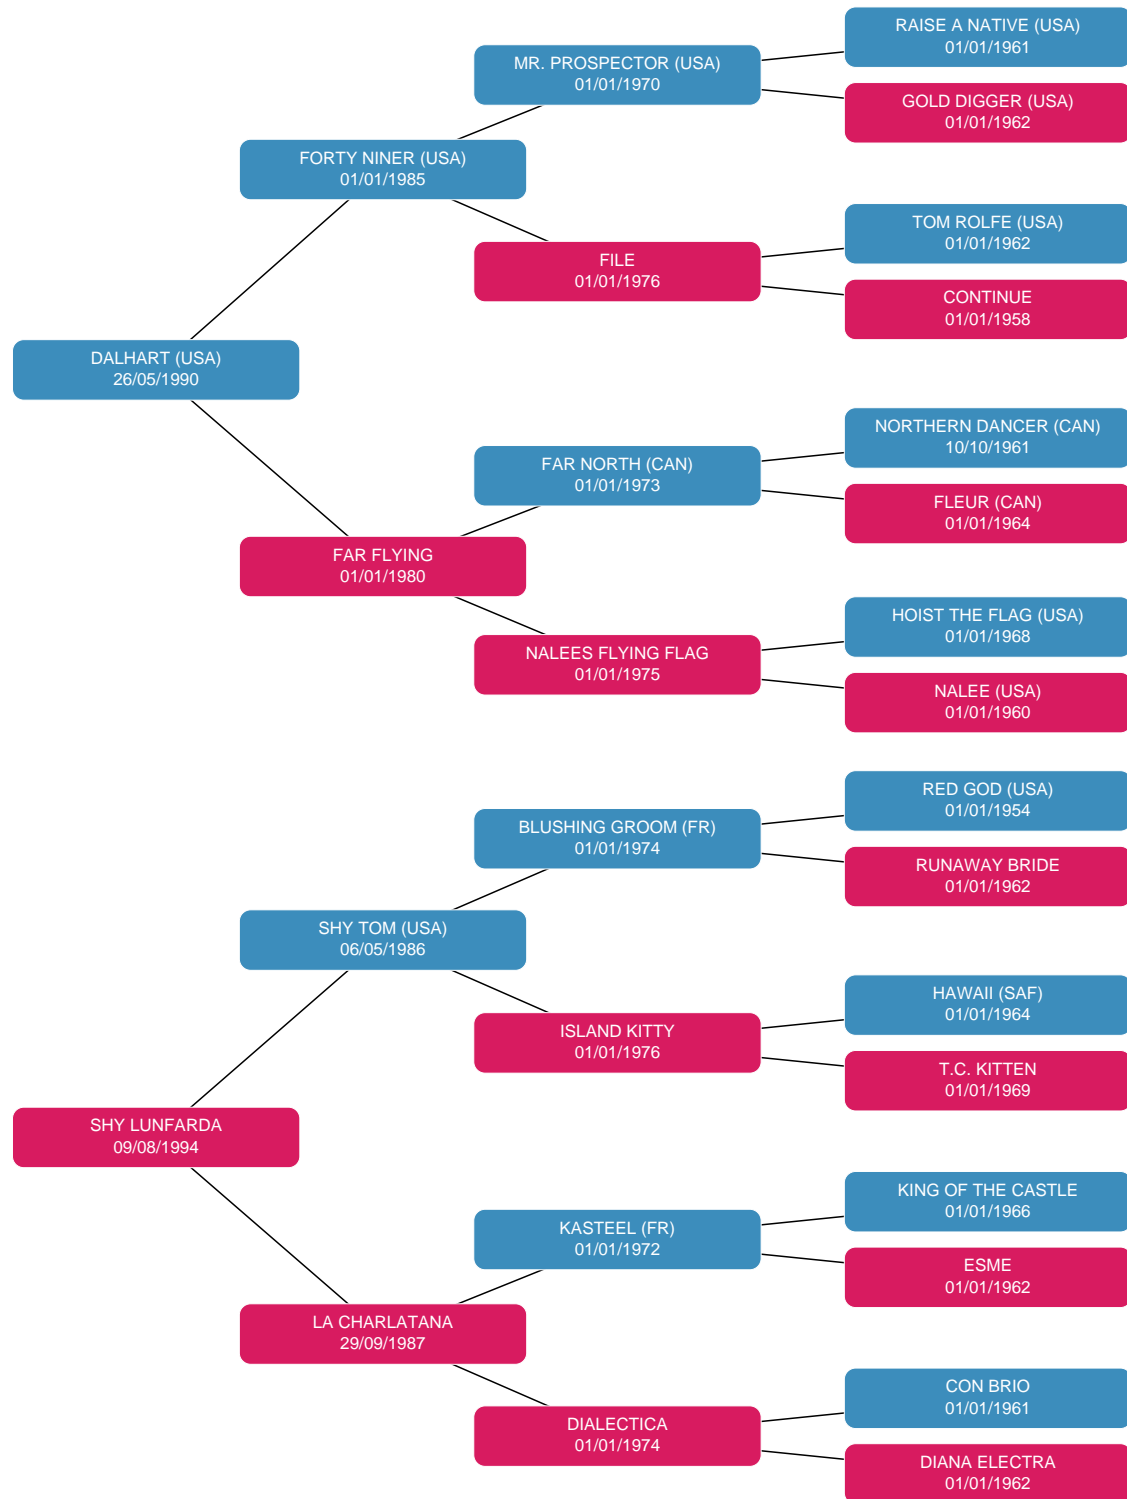 RAISE A NATIVE (USA)
01/01/1961
MR. PROSPECTOR (USA)
01/01/1970
GOLD DIGGER (USA)
01/01/1962
FORTY NINER (USA)
01/01/1985
TOM ROLFE (USA)
01/01/1962
FILE
01/01/1976
CONTINUE
01/01/1958
DALHART (USA)
26/05/1990
NORTHERN DANCER (CAN)
10/10/1961
FAR NORTH (CAN)
01/01/1973
FLEUR (CAN)
01/01/1964
FAR FLYING
01/01/1980
HOIST THE FLAG (USA)
01/01/1968
NALEES FLYING FLAG
01/01/1975
NALEE (USA)
01/01/1960
RED GOD (USA)
01/01/1954
BLUSHING GROOM (FR)
01/01/1974
RUNAWAY BRIDE
01/01/1962
SHY TOM (USA)
06/05/1986
HAWAII (SAF)
01/01/1964
ISLAND KITTY
01/01/1976
T.C. KITTEN
01/01/1969
SHY LUNFARDA
09/08/1994
KING OF THE CASTLE
01/01/1966
KASTEEL (FR)
01/01/1972
ESME
01/01/1962
LA CHARLATANA
29/09/1987
CON BRIO
01/01/1961
DIALECTICA
01/01/1974
DIANA ELECTRA
01/01/1962